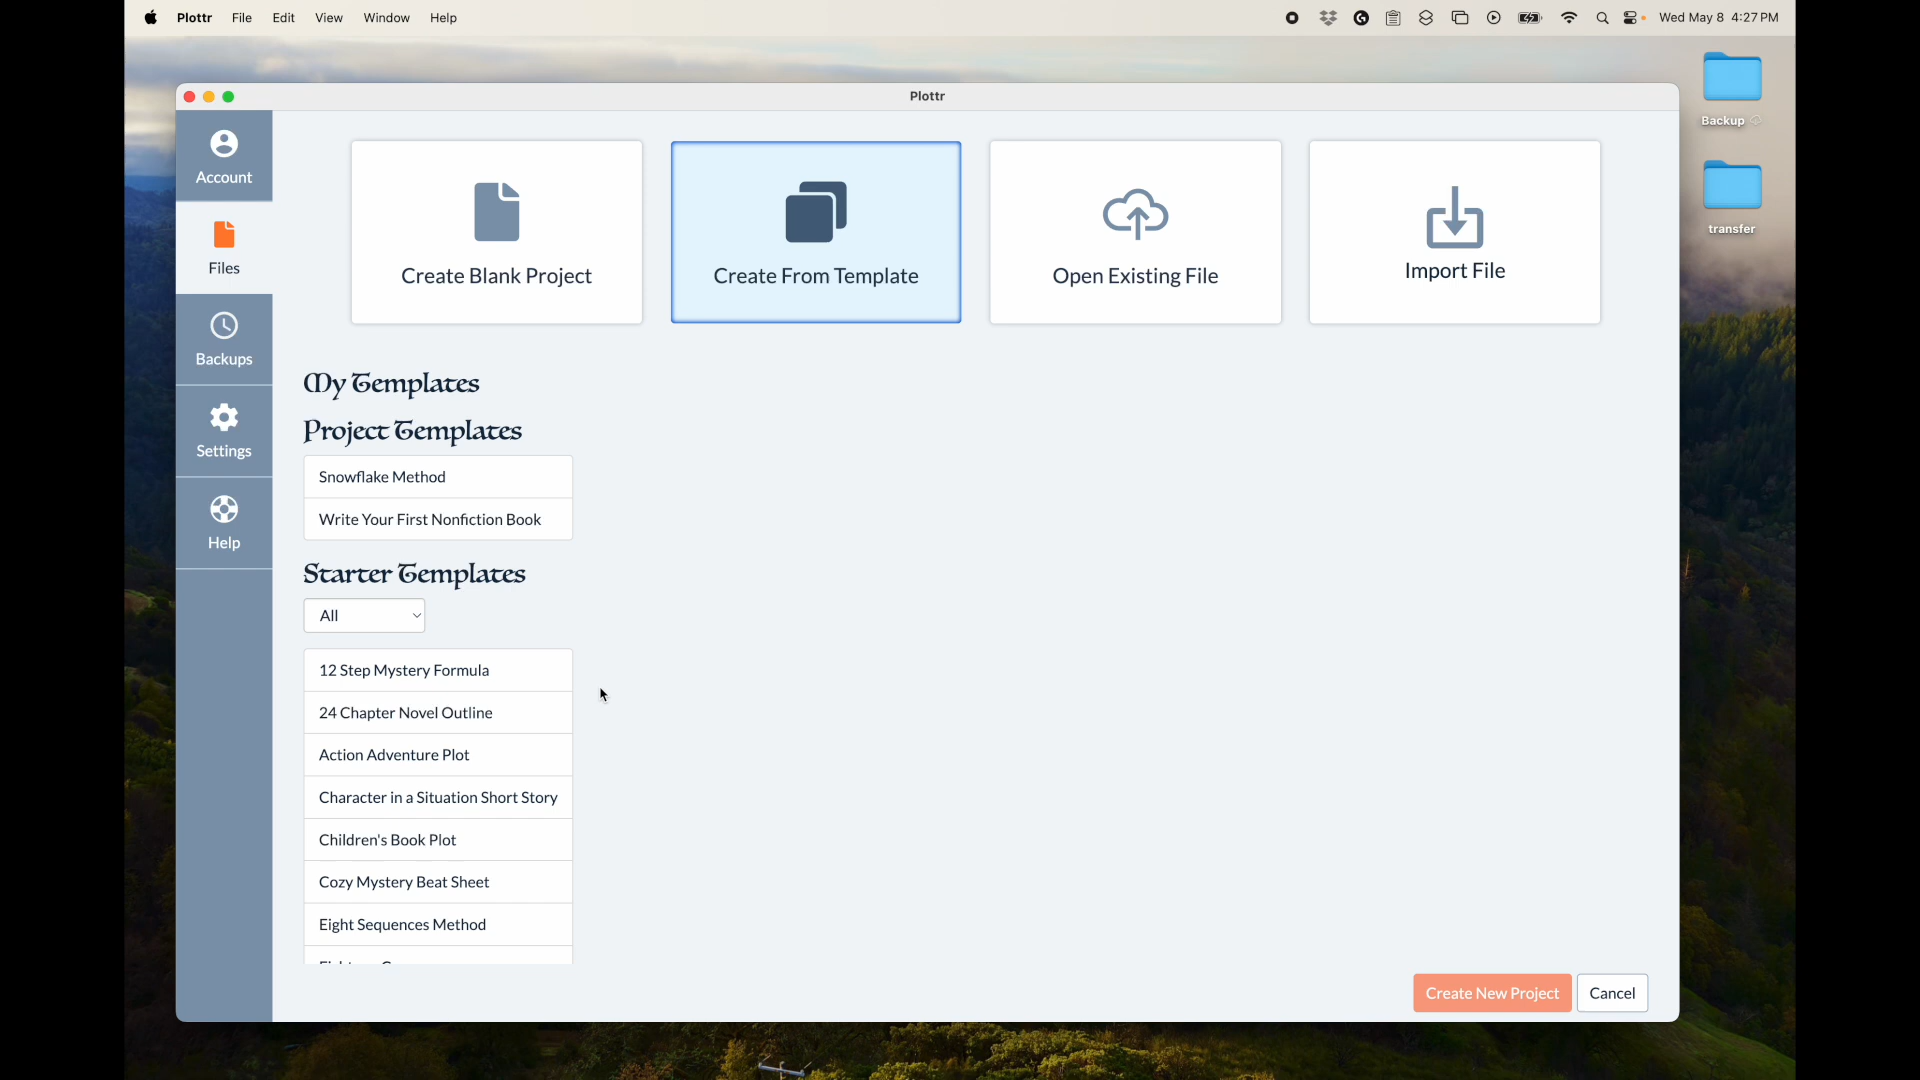 Plottr File Edit View Window Help
Wed May 8 4:27 PM
Plottr
Backup
transfer
Account
Files
Backups
Settings
Help
Create Blank Project
Create From Template
Open Existing File
Import File
My Templates
Project Templates
Snowflake Method
Write Your First Nonfiction Book
Starter Templates
All
12 Step Mystery Formula
24 Chapter Novel Outline
Action Adventure Plot
Character in a Situation Short Story
Children's Book Plot
Cozy Mystery Beat Sheet
Eight Sequences Method
Create New Project
Cancel